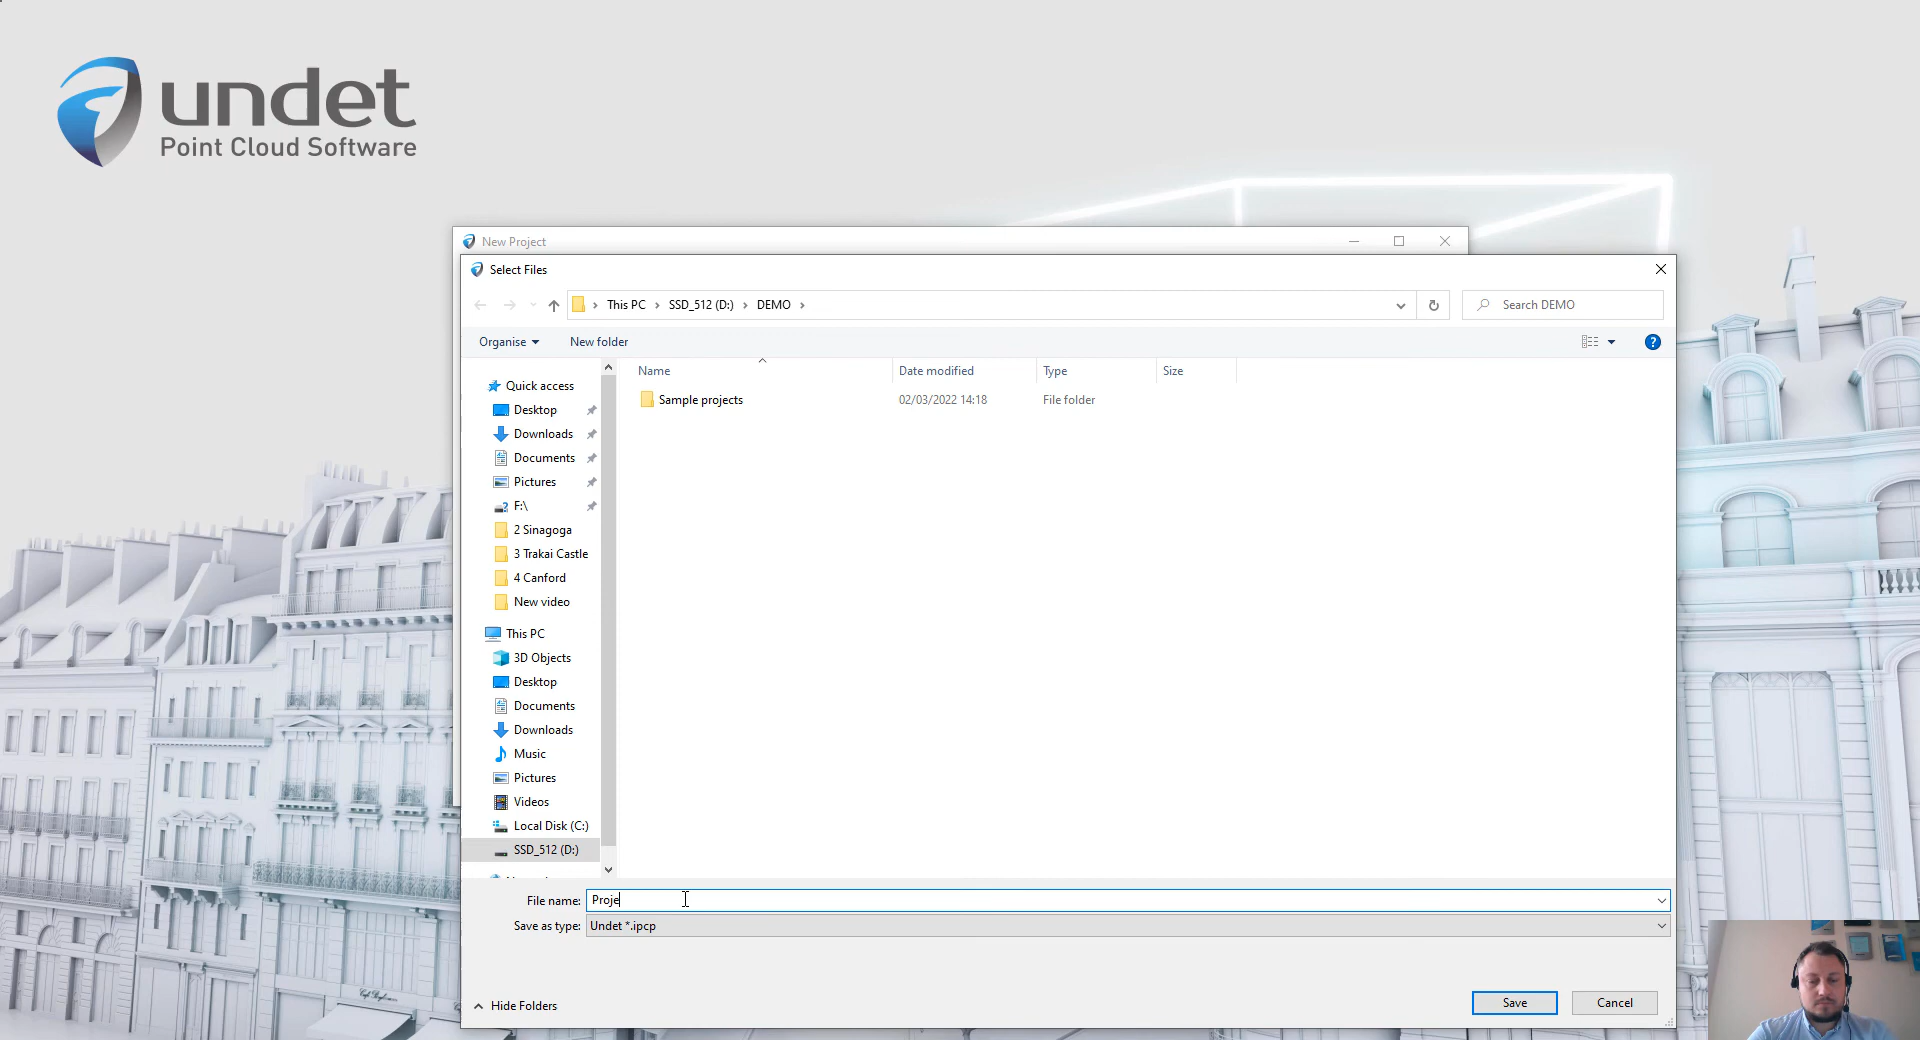 undet
Point Cloud Software
New Project
Select Files
This PC > SSD_512 (D:) > DEMO >
Search DEMO
Organise
New folder
?
Name
Date modified
Type
Size
Sample projects
02/03/2022 14:18
File folder
Quick access
Desktop
Downloads
Documents
Pictures
F:\
2 Sinagoga
3 Trakai Castle
4 Canford
New video
This PC
3D Objects
Desktop
Documents
Downloads
Music
Pictures
Videos
Local Disk (C:)
SSD_512 (D:)
File name: Proje
Save as type: Undet *.ipcp
Hide Folders
Save
Cancel